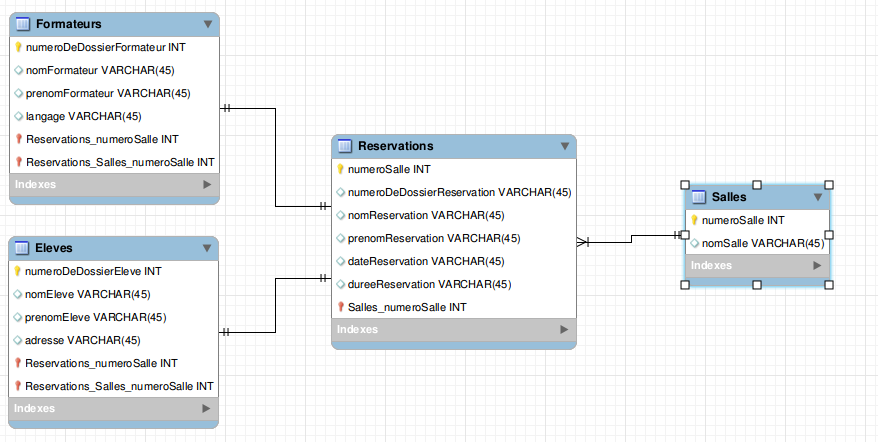 Formateurs
numeroDeDossierFormateur INT
nomFormateur VARCHAR(45)
prenomFormateur VARCHAR(45)
langage VARCHAR(45)
Reservations_numeroSalle INT
Reservations_Salles_numeroSalle INT
Indexes
Eleves
numeroDeDossierEleve INT
nomEleve VARCHAR(45)
prenomEleve VARCHAR(45)
adresse VARCHAR(45)
Reservations_numeroSalle INT
Reservations_Salles_numeroSalle INT
Indexes
Reservations
numeroSalle INT
numeroDeDossierReservation VARCHAR(45)
nomReservation VARCHAR(45)
prenomReservation VARCHAR(45)
dateReservation VARCHAR(45)
dureeReservation VARCHAR(45)
Salles_numeroSalle INT
Indexes
Salles
numeroSalle INT
nomSalle VARCHAR(45)
Indexes